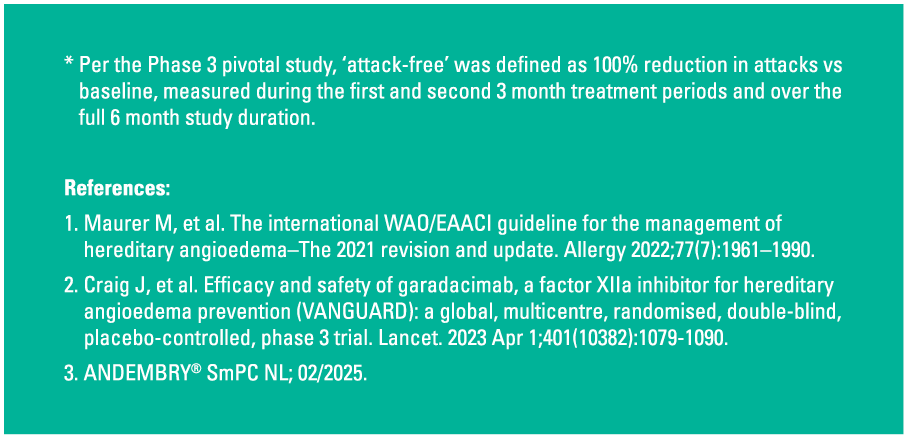 * Per the Phase 3 pivotal study, ‘attack-free’ was defined as 100% reduction in attacks vs
baseline, measured during the first and second 3 month treatment periods and over the
full 6 month study duration.
References:
1. Maurer M, et al. The international WAO/EAACI guideline for the management of
hereditary angioedema–The 2021 revision and update. Allergy 2022;77(7):1961–1990.
2. Craig J, et al. Efficacy and safety of garadacimab, a factor XIIa inhibitor for hereditary
angioedema prevention (VANGUARD): a global, multicentre, randomised, double-blind,
placebo-controlled, phase 3 trial. Lancet. 2023 Apr 1;401(10382):1079-1090.
3. ANDEMBRY® SmPC NL; 02/2025.